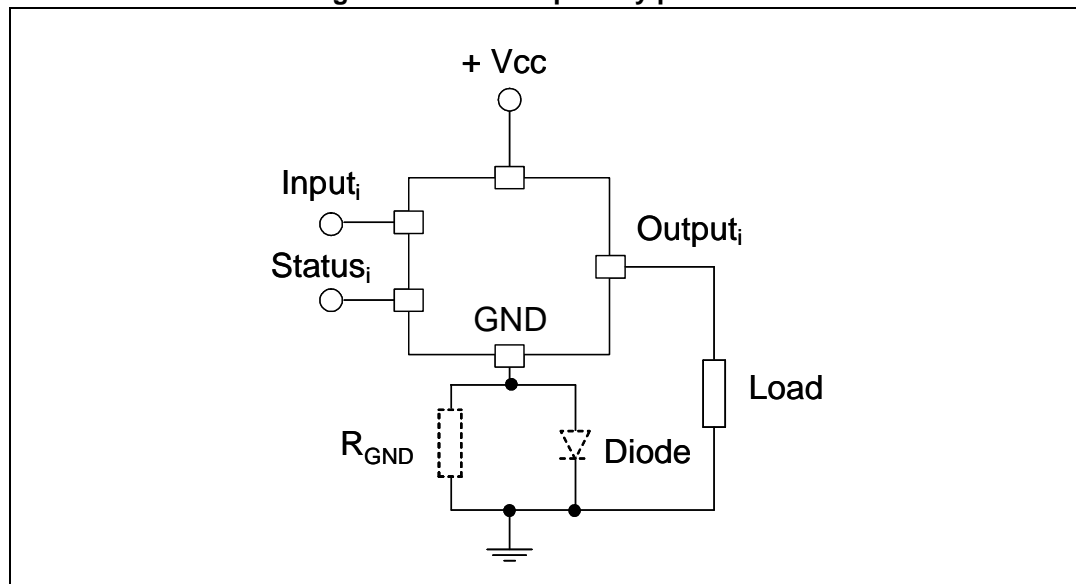 + Vcc
Inputi
Outputi
Statusi
GND
Load
RGND
Diode